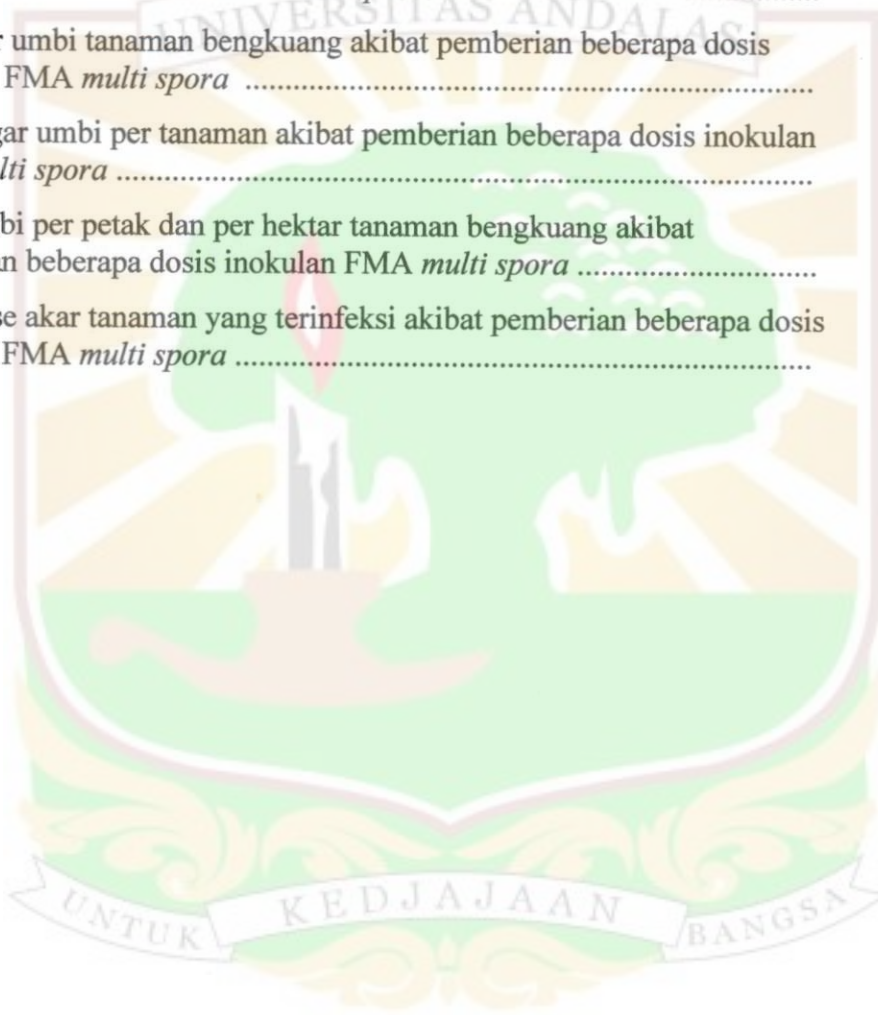 UNIVERSITAS ANDALAS
umbi tanaman bengkuang akibat pemberian beberapa dosis
FMA multi spora ................................................................
gar umbi per tanaman akibat pemberian beberapa dosis inokulan
lti spora ................................................................
bi per petak dan per hektar tanaman bengkuang akibat
n beberapa dosis inokulan FMA multi spora ..............................
se akar tanaman yang terinfeksi akibat pemberian beberapa dosis
FMA multi spora ................................................................
UNTUK KEDJAJAAN BANGSA